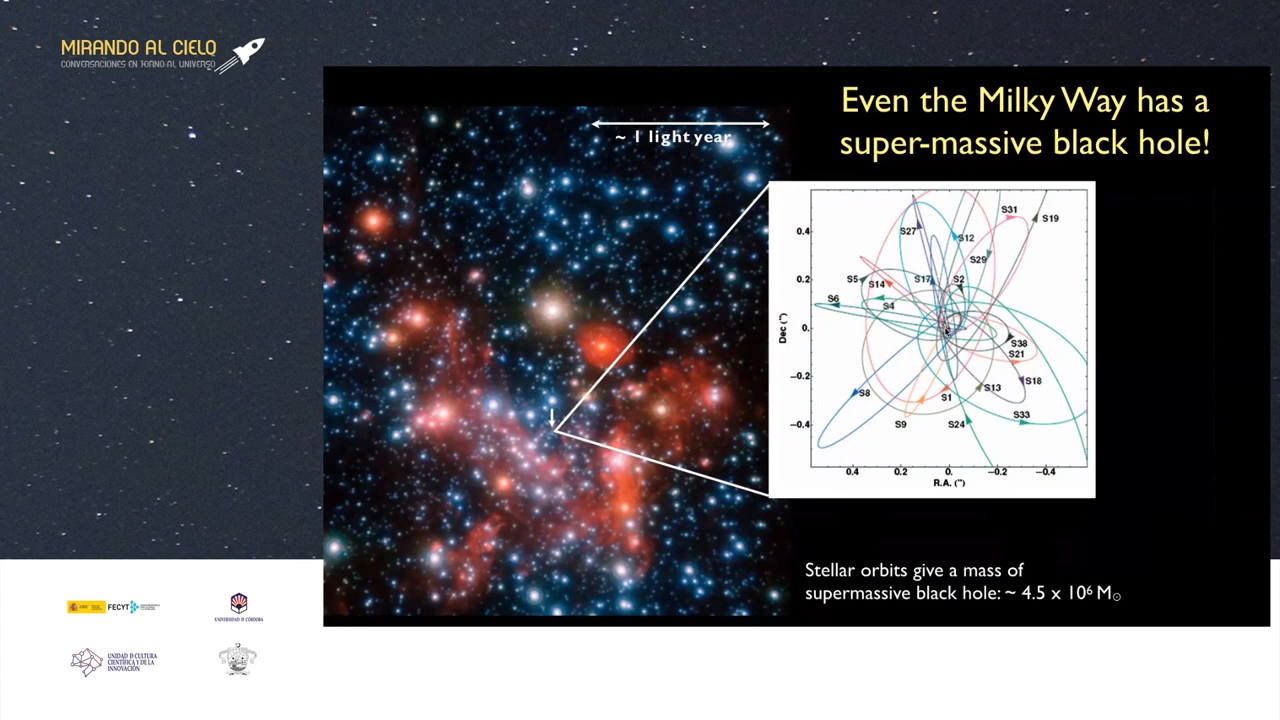 MIRANDO AL CIELO
CONVERSACIONES EN TORNO AL UNIVERSO
Even the Milky Way has a
super-massive black hole!
~ 1 light year
S31
S19
S27
S12
S29
S5
S14
S17
S2
S6
S4
S38
S21
S18
S13
S1
S8
S9
S24
S33
0.4
0.2
0.
−0.2
−0.4
Dec (")
0.4
0.2
0.
−0.2
−0.4
R.A. (")
Stellar orbits give a mass of
supermassive black hole: ~ 4.5 x 10⁶ M☉
FECYT
UNIVERSIDAD Ð CÓRDOBA
UNIDAD Ð CULTURA
CIENTÍFICA Y DE LA
INNOVACIÓN